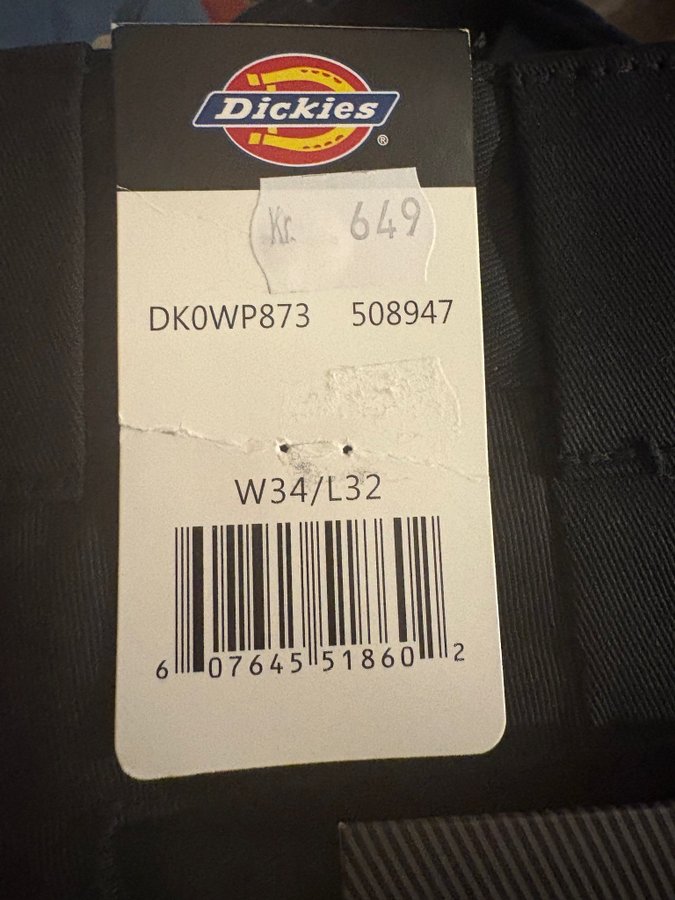 Dickies®
Kr. 649
DK0WP873 508947
W34/L32
6 07645 51860 2